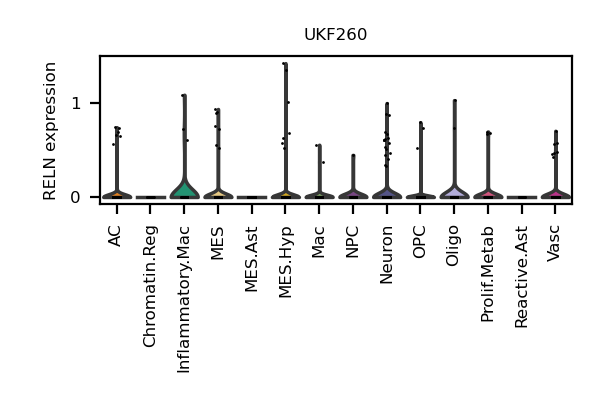 UKF260
RELN expression
1
0
AC
Chromatin.Reg
Inflammatory.Mac
MES
MES.Ast
MES.Hyp
Mac
NPC
Neuron
OPC
Oligo
Prolif.Metab
Reactive.Ast
Vasc